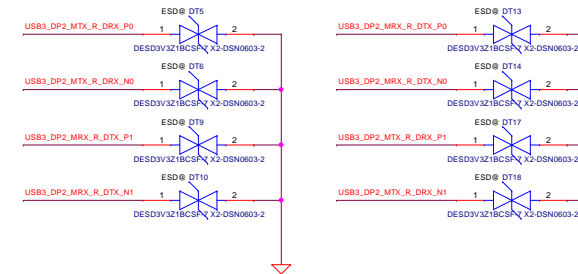 ESD@ DT5
USB3_DP2_MTX_R_DRX_P0 1 2
DESD3V3Z1BCSF-7 X2-DSN0603-2
ESD@ DT6
USB3_DP2_MTX_R_DRX_N0 1 2
DESD3V3Z1BCSF-7 X2-DSN0603-2
ESD@ DT9
USB3_DP2_MRX_R_DTX_P1 1 2
DESD3V3Z1BCSF-7 X2-DSN0603-2
ESD@ DT10
USB3_DP2_MRX_R_DTX_N1 1 2
DESD3V3Z1BCSF-7 X2-DSN0603-2
ESD@ DT13
USB3_DP2_MRX_R_DTX_P0 1 2
DESD3V3Z1BCSF-7 X2-DSN0603-2
ESD@ DT14
USB3_DP2_MRX_R_DTX_N0 1 2
DESD3V3Z1BCSF-7 X2-DSN0603-2
ESD@ DT17
USB3_DP2_MTX_R_DRX_P1 1 2
DESD3V3Z1BCSF-7 X2-DSN0603-2
ESD@ DT18
USB3_DP2_MTX_R_DRX_N1 1 2
DESD3V3Z1BCSF-7 X2-DSN0603-2